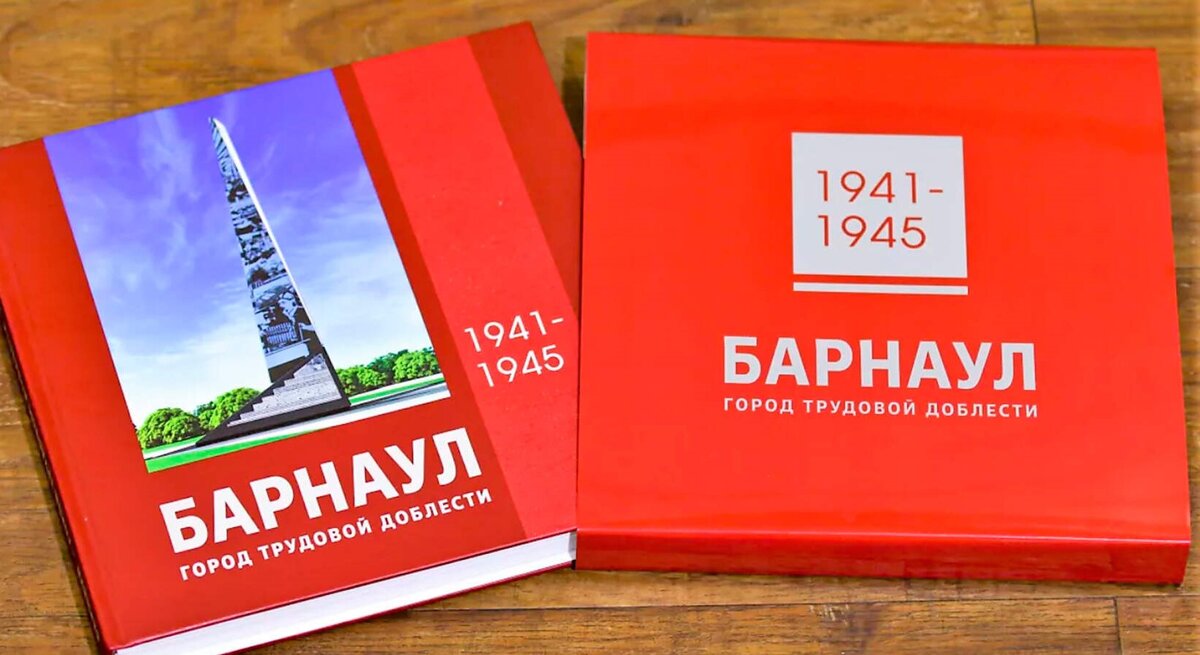 1941-
1945
БАРНАУЛ
ГОРОД ТРУДОВОЙ ДОБЛЕСТИ
1941-
1945
БАРНАУЛ
ГОРОД ТРУДОВОЙ ДОБЛЕСТИ